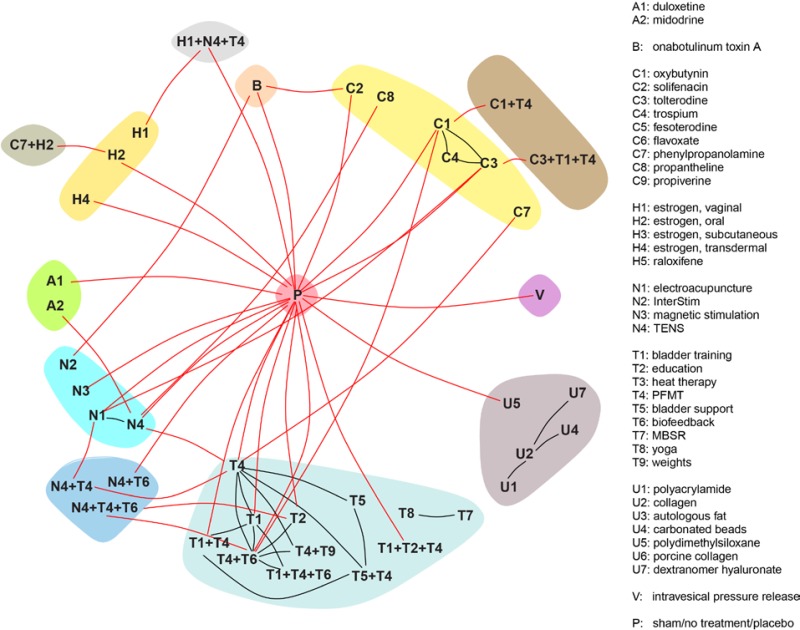 H1+N4+T4
B
C2
C8
H1
C1
C1+T4
C7+H2
H2
C4
C3
C3+T1+T4
H4
C7
A1
A2
P
V
N2
N3
N1
N4
U5
U7
U4
U2
U1
N4+T4
N4+T6
N4+T4+T6
T4
T5
T1
T2
T8
T7
T1+T4
T4+T6
T4+T9
T1+T2+T4
T1+T4+T6
T5+T4
A1: duloxetine
A2: midodrine
B: onabotulinum toxin A
C1: oxybutynin
C2: solifenacin
C3: tolterodine
C4: trospium
C5: fesoterodine
C6: flavoxate
C7: phenylpropanolamine
C8: propantheline
C9: propiverine
H1: estrogen, vaginal
H2: estrogen, oral
H3: estrogen, subcutaneous
H4: estrogen, transdermal
H5: raloxifene
N1: electroacupuncture
N2: InterStim
N3: magnetic stimulation
N4: TENS
T1: bladder training
T2: education
T3: heat therapy
T4: PFMT
T5: bladder support
T6: biofeedback
T7: MBSR
T8: yoga
T9: weights
U1: polyacrylamide
U2: collagen
U3: autologous fat
U4: carbonated beads
U5: polydimethylsiloxane
U6: porcine collagen
U7: dextranomer hyaluronate
V: intravesical pressure release
P: sham/no treatment/placebo